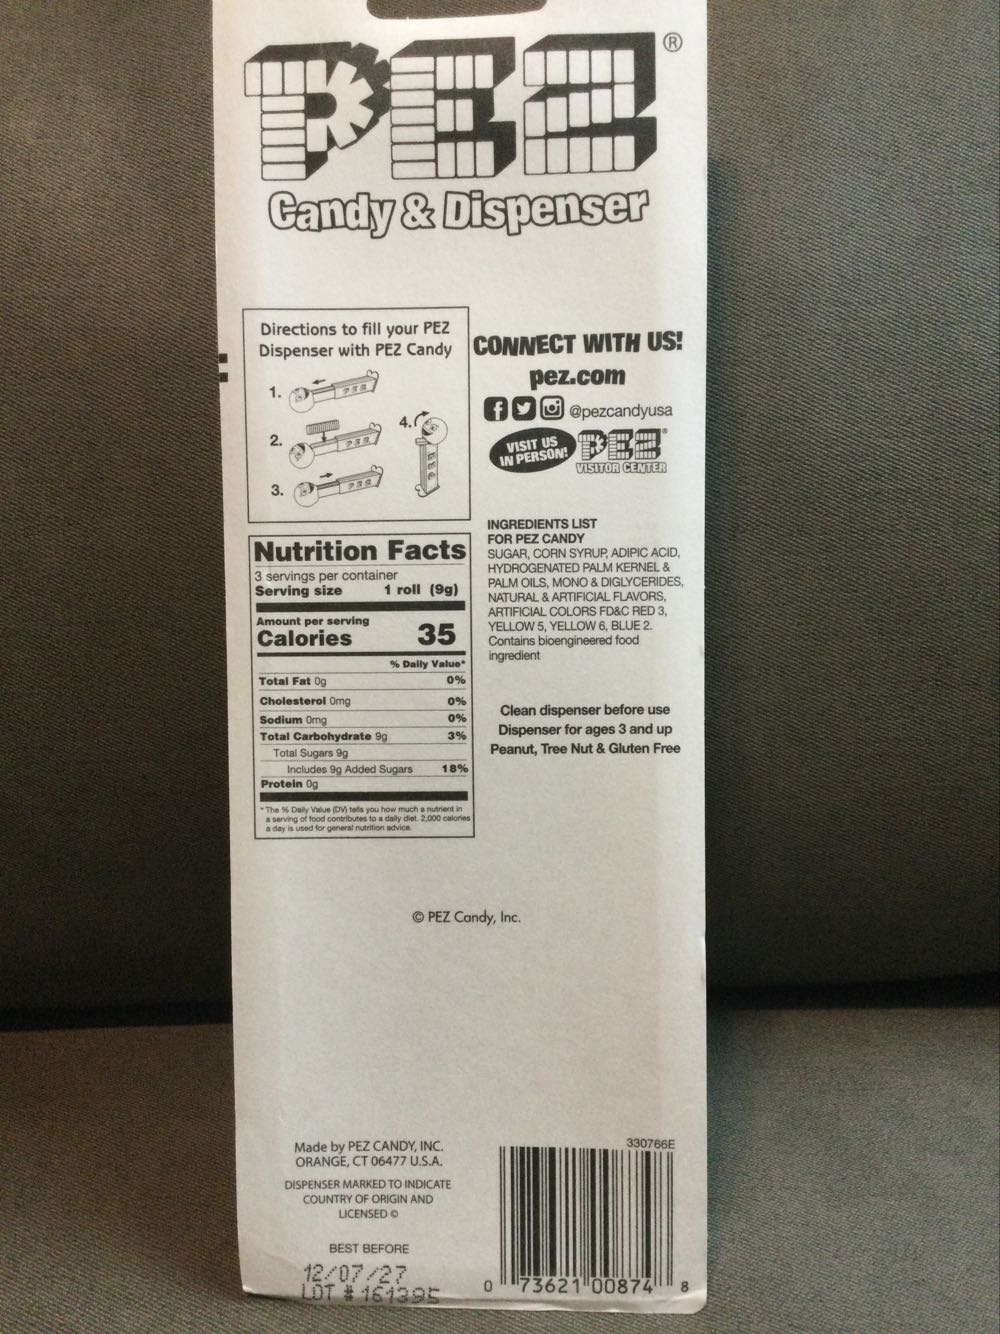 PEZ®
Candy & Dispenser
Directions to fill your PEZ
Dispenser with PEZ Candy
1.
2.
3.
4.
CONNECT WITH US!
pez.com
@pezcandyusa
VISIT US
IN PERSON!
PEZ
VISITOR CENTER
Nutrition Facts
3 servings per container
Serving size 1 roll (9g)
Amount per serving
Calories 35
% Daily Value*
Total Fat 0g 0%
Cholesterol 0mg 0%
Sodium 0mg 0%
Total Carbohydrate 9g 3%
Total Sugars 9g
Includes 9g Added Sugars 18%
Protein 0g
* The % Daily Value (DV) tells you how much a nutrient in
a serving of food contributes to a daily diet. 2,000 calories
a day is used for general nutrition advice.
INGREDIENTS LIST
FOR PEZ CANDY
SUGAR, CORN SYRUP, ADIPIC ACID,
HYDROGENATED PALM KERNEL &
PALM OILS, MONO & DIGLYCERIDES,
NATURAL & ARTIFICIAL FLAVORS,
ARTIFICIAL COLORS FD&C RED 3,
YELLOW 5, YELLOW 6, BLUE 2.
Contains bioengineered food
ingredient
Clean dispenser before use
Dispenser for ages 3 and up
Peanut, Tree Nut & Gluten Free
© PEZ Candy, Inc.
Made by PEZ CANDY, INC.
ORANGE, CT 06477 U.S.A.
DISPENSER MARKED TO INDICATE
COUNTRY OF ORIGIN AND
LICENSED ©
BEST BEFORE
12/07/27
LOT # 161395
330766E
0 73621 00874 8